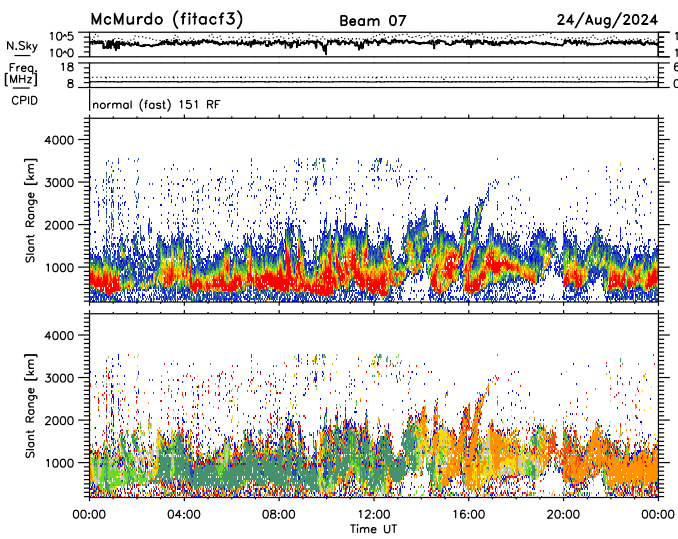 McMurdo (fitacf3) Beam 07 24/Aug/2024
N.Sky 10^5 10^0
Freq. [MHz] 18 8
CPID normal (fast) 151 RF
Slant Range [km] 4000 3000 2000 1000
Slant Range [km] 4000 3000 2000 1000
00:00 04:00 08:00 12:00 16:00 20:00 00:00
Time UT